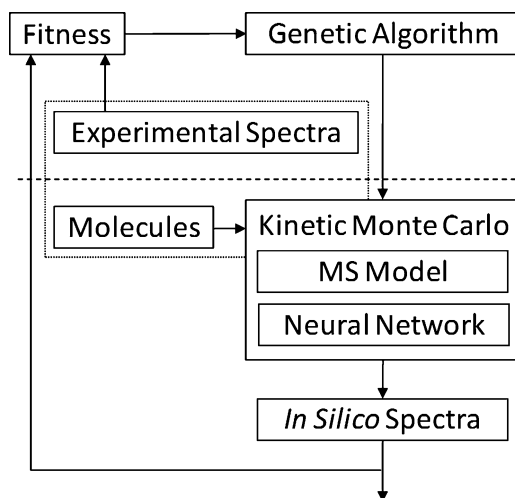 Fitness
Genetic Algorithm
Experimental Spectra
Molecules
Kinetic Monte Carlo
MS Model
Neural Network
In Silico Spectra